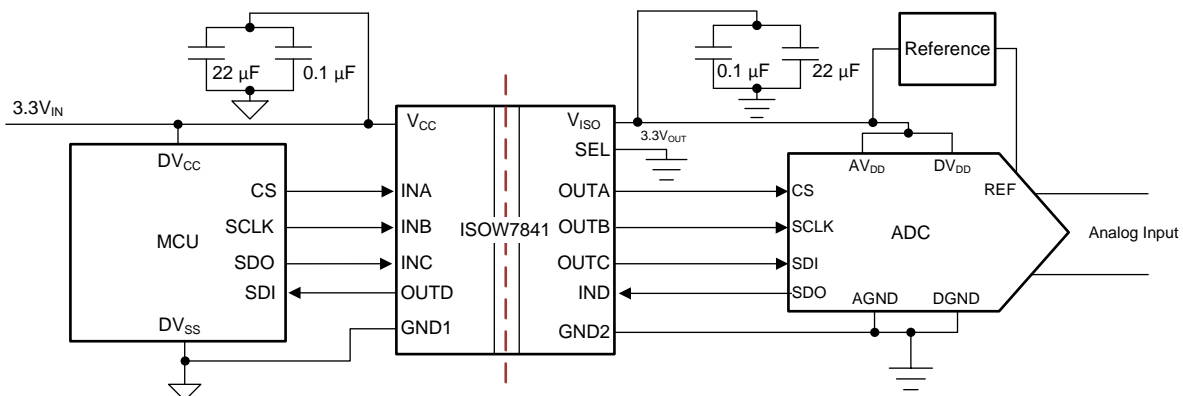 22 µF
0.1 µF
0.1 µF
22 µF
Reference
3.3V_IN
V_CC
V_ISO
3.3V_OUT
DV_CC
SEL
AV_DD
DV_DD
REF
CS
INA
OUTA
CS
MCU
SCLK
INB
ISOW7841
OUTB
SCLK
ADC
Analog Input
SDO
INC
OUTC
SDI
SDI
OUTD
IND
SDO
DV_SS
GND1
GND2
AGND
DGND